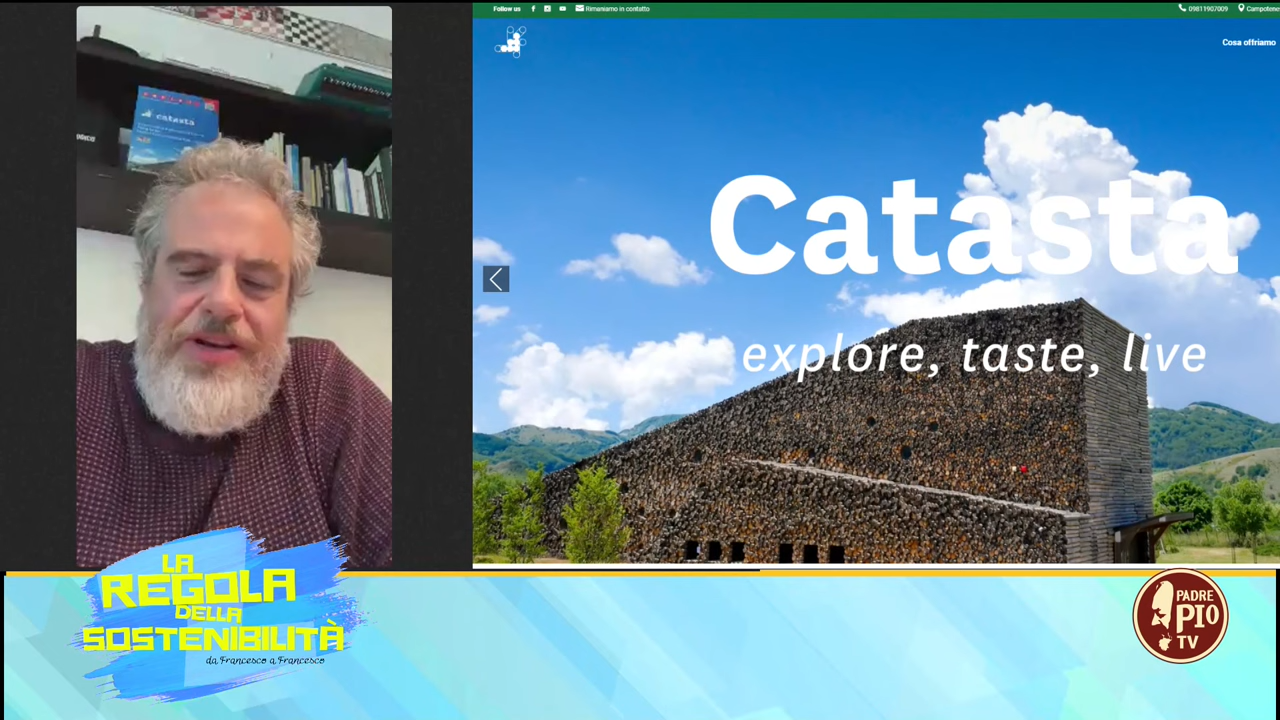 Follow us
Rimaniamo in contatto
09811907009
Campotene
Cosa offriamo
catasta
Catasta
explore, taste, live
LA
REGOLA
DELLA
SOSTENIBILITÀ
da Francesco a Francesco
PADRE
PIO
TV